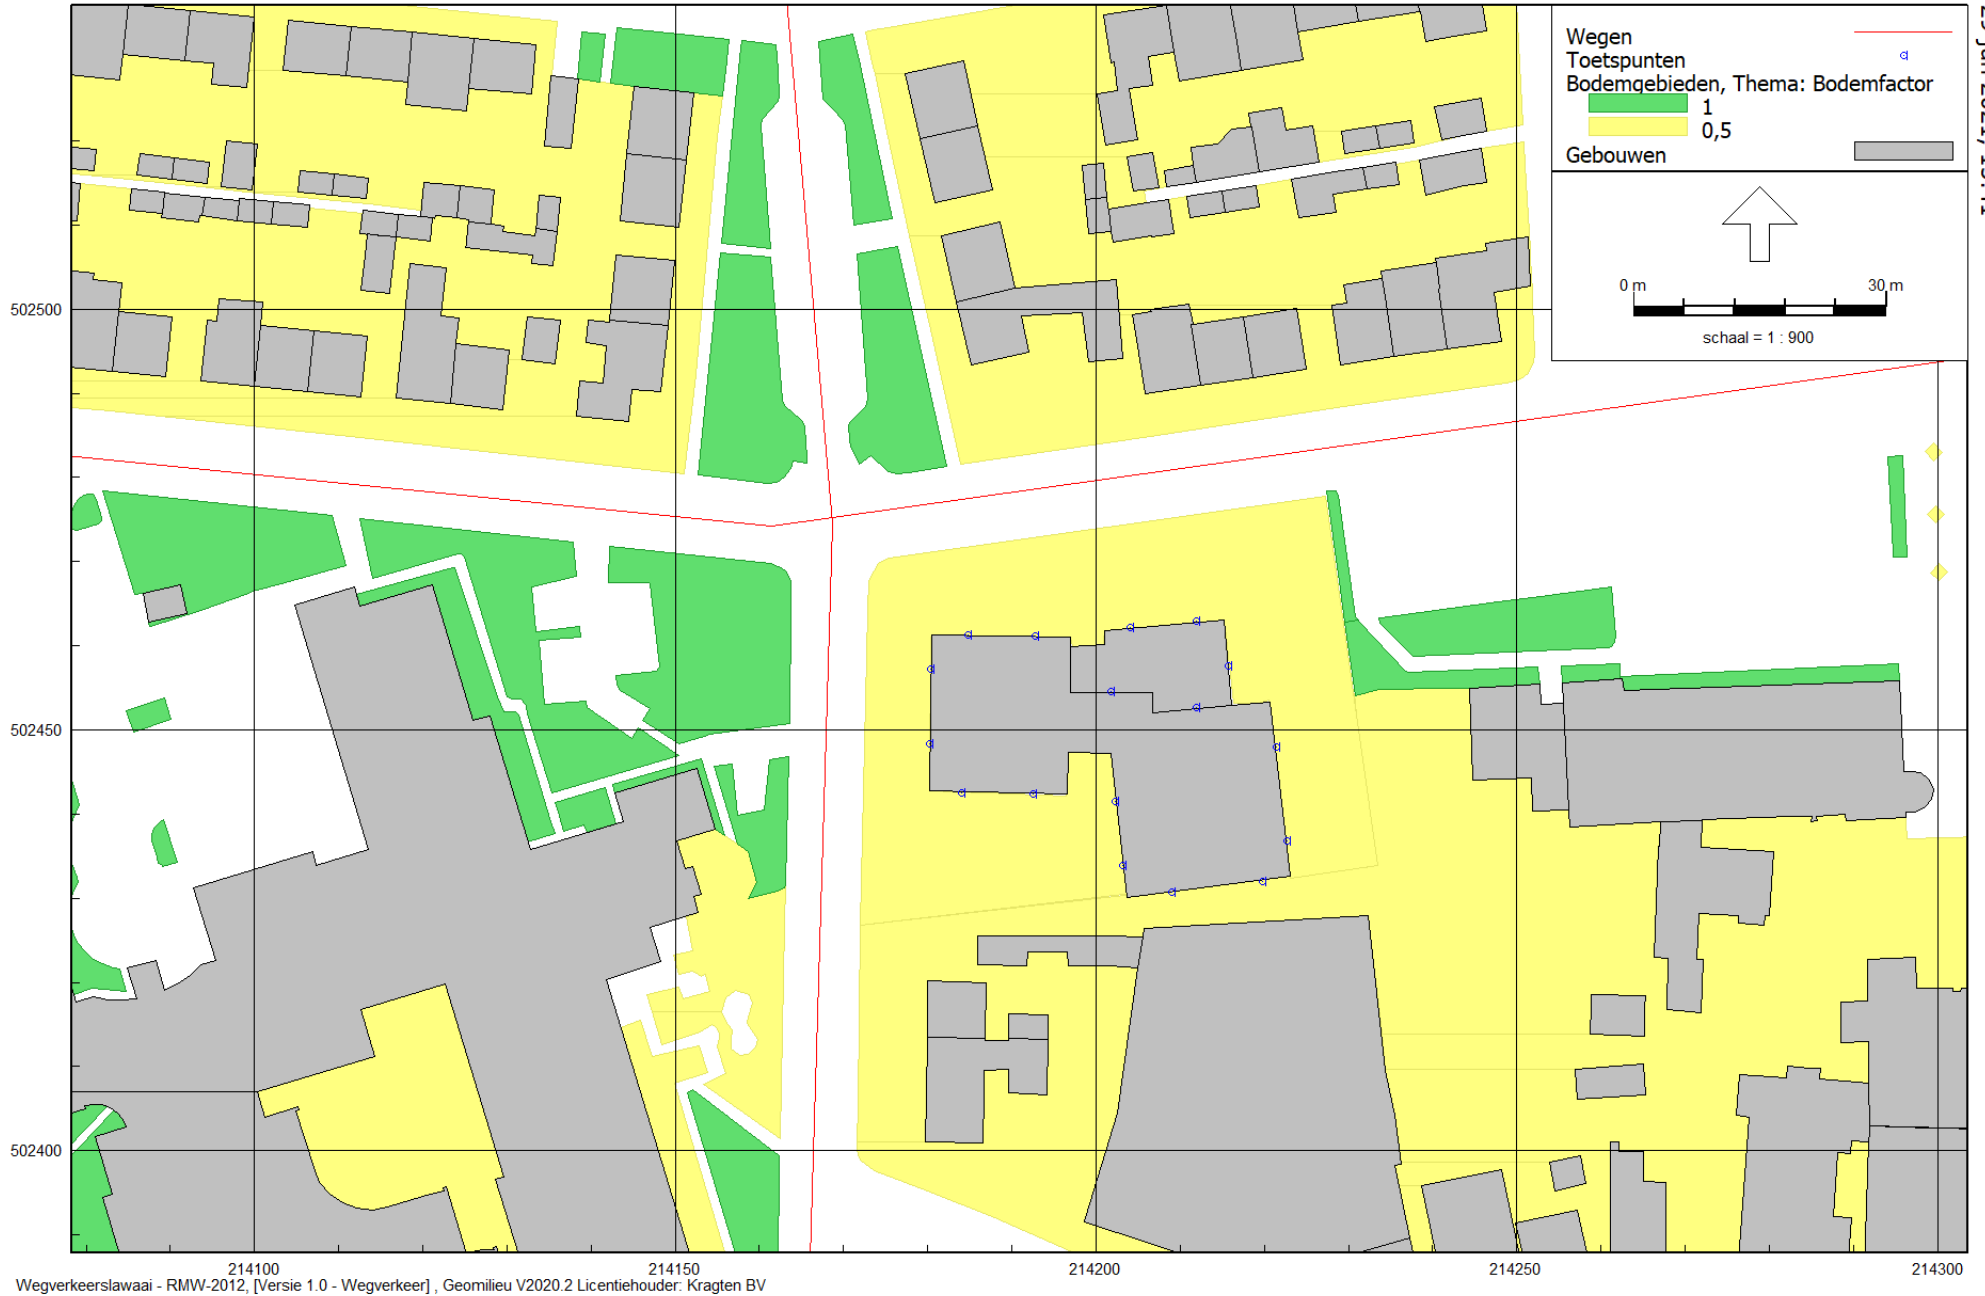 Wegen
Toetspunten
Bodemgebieden, Thema: Bodemfactor
1
0,5
Gebouwen
0 m 30 m
schaal = 1 : 900
502500
502450
502400
214100 214150 214200 214250 214300
Wegverkeerslawaai - RMW-2012, [Versie 1.0 - Wegverkeer] , Geomilieu V2020.2 Licentiehouder: Kragten BV